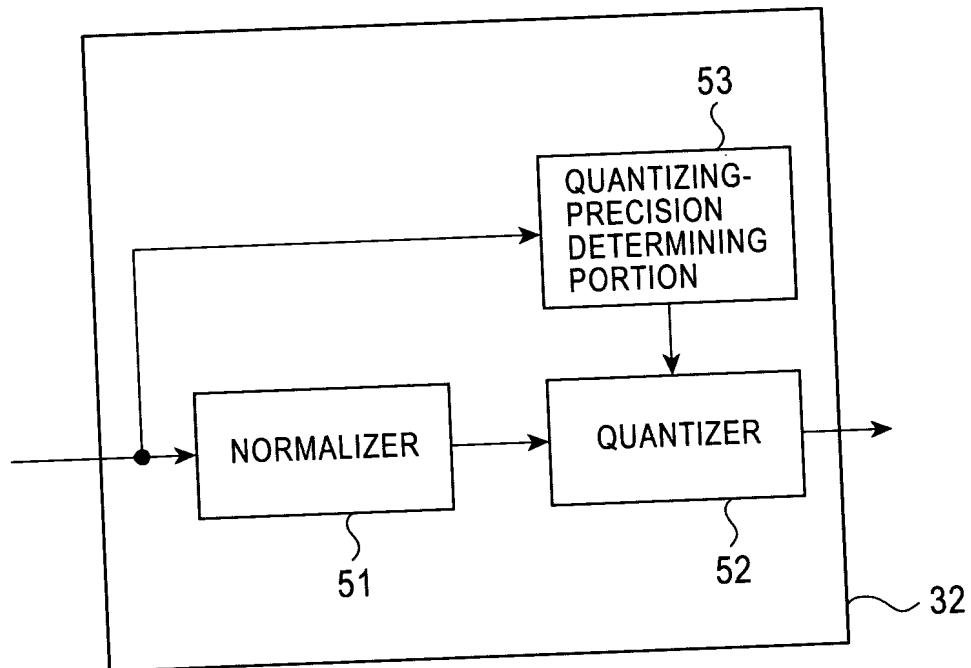 53
QUANTIZING-
PRECISION
DETERMINING
PORTION
NORMALIZER
QUANTIZER
51
52
32